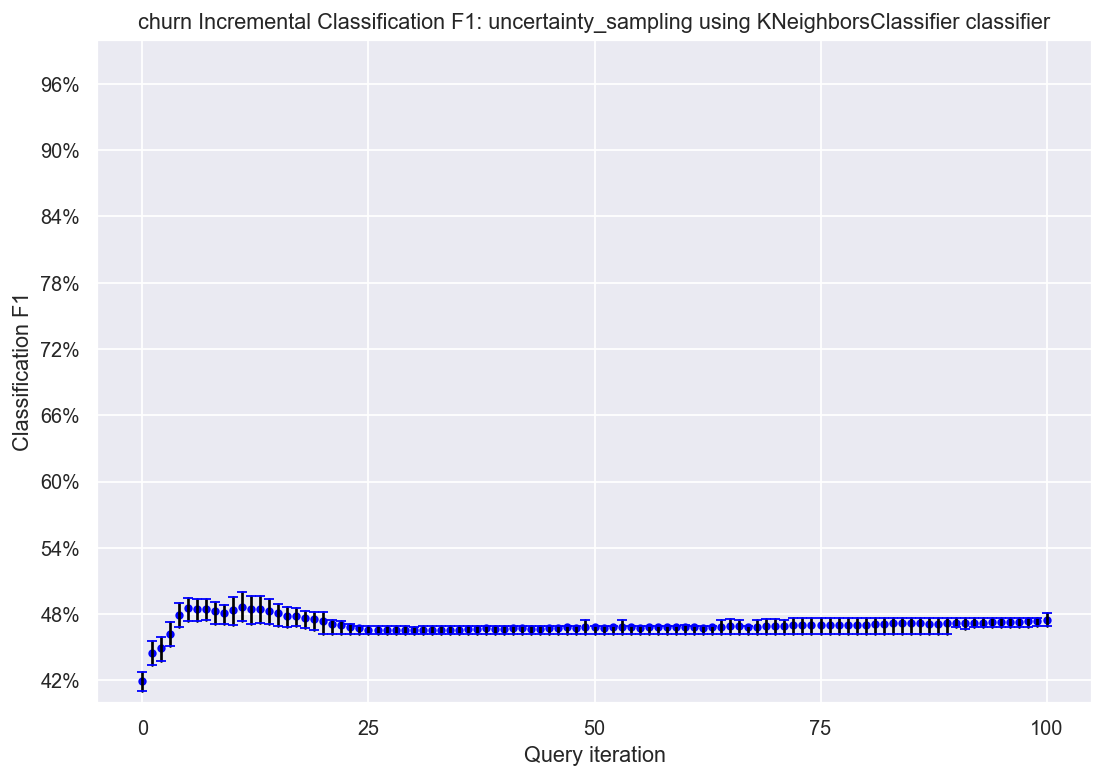 churn Incremental Classification F1: uncertainty_sampling using KNeighborsClassifier classifier
96%
90%
84%
78%
72%
66%
60%
54%
48%
42%
Classification F1
0 25 50 75 100
Query iteration